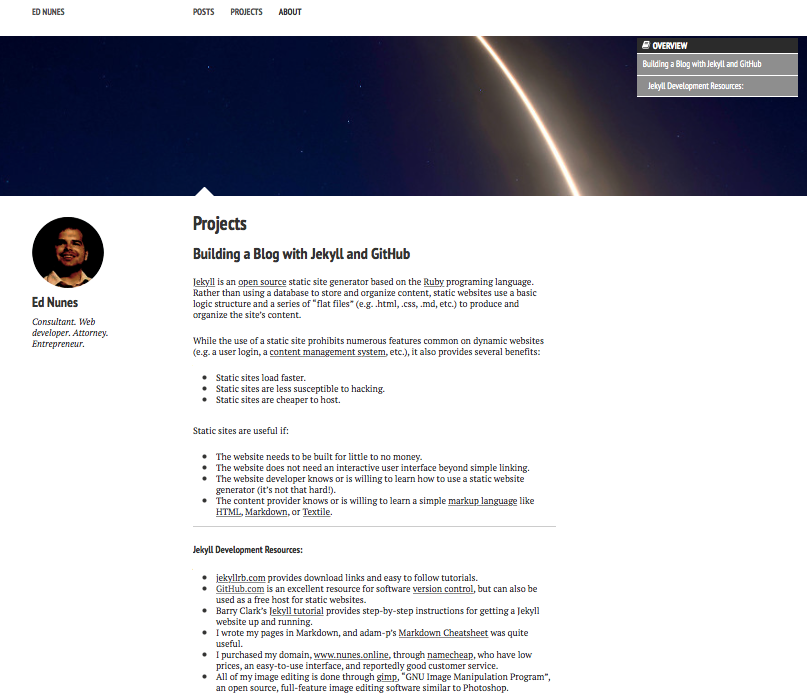 ED NUNES
POSTS PROJECTS ABOUT
OVERVIEW
Building a Blog with Jekyll and GitHub
Jekyll Development Resources:
Ed Nunes
Consultant. Web
developer. Attorney.
Entrepreneur.
Projects
Building a Blog with Jekyll and GitHub
Jekyll is an open source static site generator based on the Ruby programing language.
Rather than using a database to store and organize content, static websites use a basic
logic structure and a series of “flat files” (e.g. .html, .css, .md, etc.) to produce and
organize the site’s content.
While the use of a static site prohibits numerous features common on dynamic websites
(e.g. a user login, a content management system, etc.), it also provides several benefits:
• Static sites load faster.
• Static sites are less susceptible to hacking.
• Static sites are cheaper to host.
Static sites are useful if:
• The website needs to be built for little to no money.
• The website does not need an interactive user interface beyond simple linking.
• The website developer knows or is willing to learn how to use a static website
generator (it’s not that hard!).
• The content provider knows or is willing to learn a simple markup language like
HTML, Markdown, or Textile.
Jekyll Development Resources:
• jekyllrb.com provides download links and easy to follow tutorials.
• GitHub.com is an excellent resource for software version control, but can also be
used as a free host for static websites.
• Barry Clark’s Jekyll tutorial provides step-by-step instructions for getting a Jekyll
website up and running.
• I wrote my pages in Markdown, and adam-p’s Markdown Cheatsheet was quite
useful.
• I purchased my domain, www.nunes.online, through namecheap, who have low
prices, an easy-to-use interface, and reportedly good customer service.
• All of my image editing is done through gimp, “GNU Image Manipulation Program”,
an open source, full-feature image editing software similar to Photoshop.